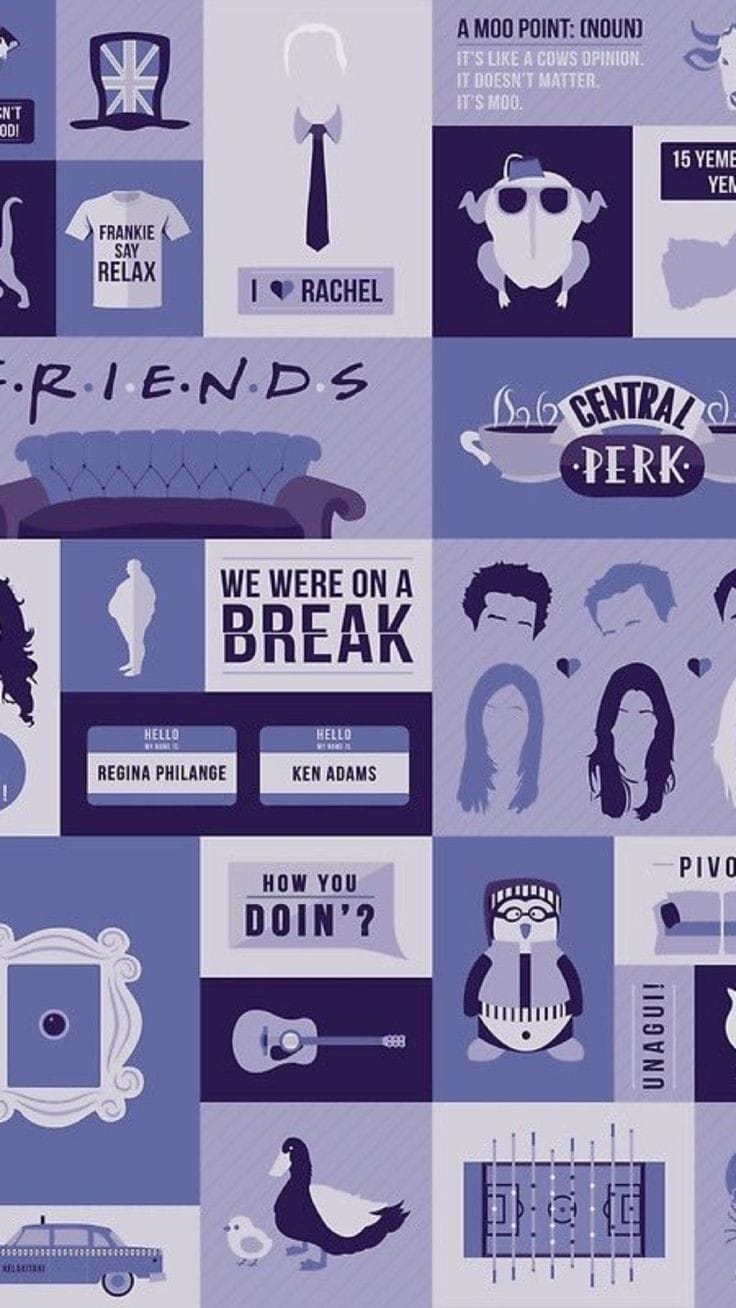 A MOO POINT: (NOUN)
IT'S LIKE A COWS OPINION.
IT DOESN'T MATTER.
IT'S MOO.
15 YEME
YEM
FRANKIE
SAY
RELAX
I RACHEL
F·R·I·E·N·D·S
CENTRAL
·PERK·
WE WERE ON A
BREAK
HELLO
MY NAME IS
REGINA PHILANGE
HELLO
MY NAME IS
KEN ADAMS
HOW YOU
DOIN'?
PIVO
UNAGUI!
RELAXITAXI